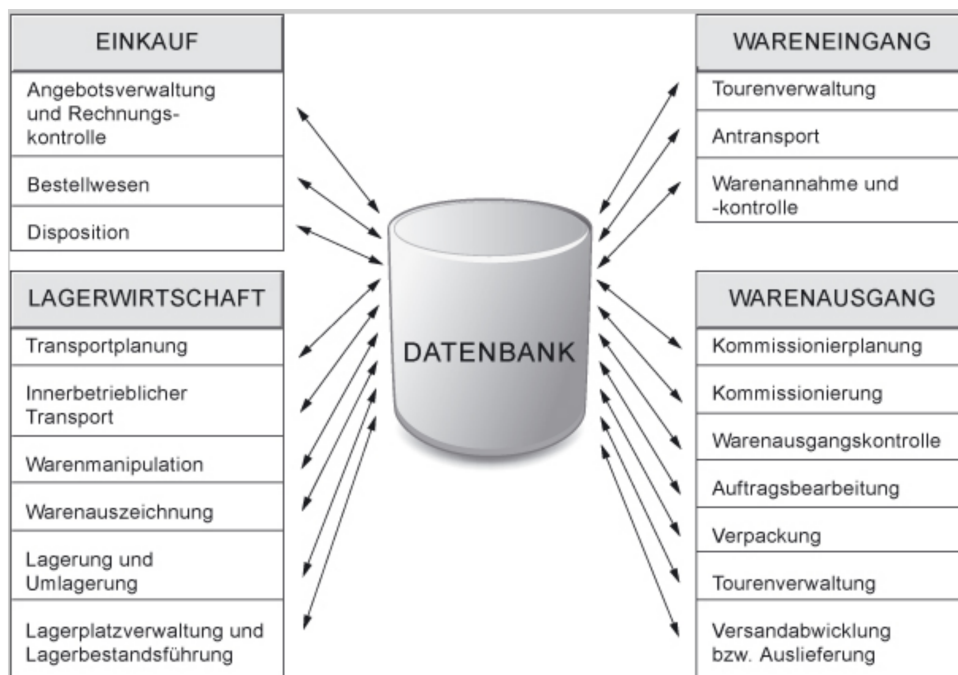 EINKAUF
Angebotsverwaltung
und Rechnungs-
kontrolle
Bestellwesen
Disposition
LAGERWIRTSCHAFT
Transportplanung
Innerbetrieblicher
Transport
Warenmanipulation
Warenauszeichnung
Lagerung und
Umlagerung
Lagerplatzverwaltung und
Lagerbestandsführung
DATENBANK
WARENEINGANG
Tourenverwaltung
Antransport
Warenannahme und
-kontrolle
WARENAUSGANG
Kommissionierplanung
Kommissionierung
Warenausgangskontrolle
Auftragsbearbeitung
Verpackung
Tourenverwaltung
Versandabwicklung
bzw. Auslieferung